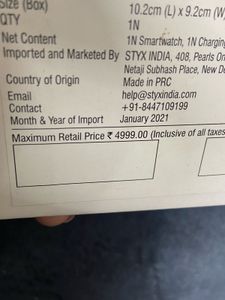 Size (Box) 10.2cm (L) x 9.2cm (W)
QTY 1N
Net Content 1N Smartwatch, 1N Charging
Imported and Marketed By STYX INDIA, 408, Pearls
Netaji Subhash Place, New
Country of Origin Made in PRC
Email help@styxindia.com
Contact +91-8447109199
Month & Year of Import January 2021
Maximum Retail Price ₹ 4999.00 (Inclusive of all taxes